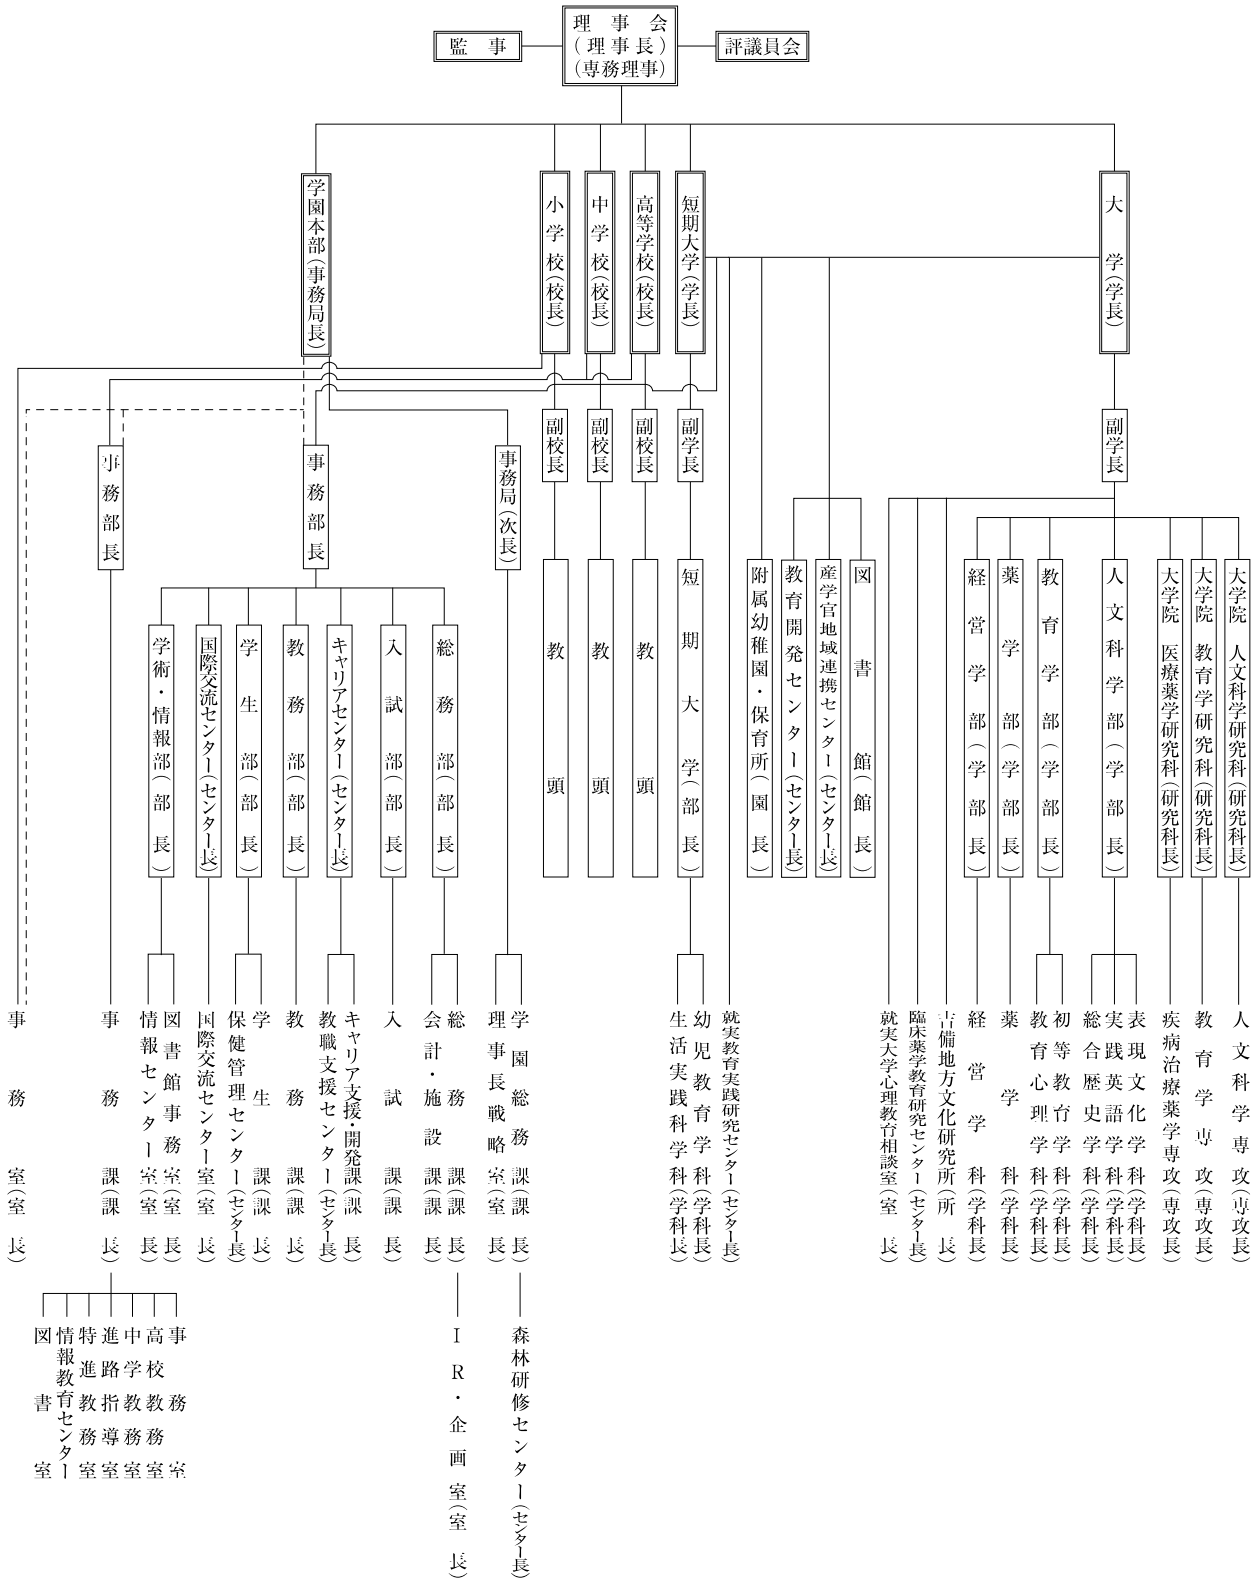 理事会
(理事長)
(専務理事)
監事
評議員会
学園本部(事務局長)
小学校(校長)
中学校(校長)
高等学校(校長)
短期大学(学長)
大学(学長)
副校長
副校長
副校長
副学長
副学長
事務部長
事務部長
事務局(次長)
教頭
教頭
教頭
短期大学(部長)
附属幼稚園・保育所(園長)
教育開発センター(センター長)
産学官地域連携センター(センター長)
図書館(館長)
経営学部(学部長)
薬学部(学部長)
教育学部(学部長)
人文科学部(学部長)
大学院 医療薬学研究科(研究科長)
大学院 教育学研究科(研究科長)
大学院 人文科学研究科(研究科長)
学術・情報部(部長)
国際交流センター(センター長)
学生部(部長)
教務部(部長)
キャリアセンター(センター長)
入試部(部長)
総務部(部長)
事務室(室長)
事務課(課長)
情報センター室(室長)
図書館事務室(室長)
国際交流センター室(室長)
保健管理センター(センター長)
学生課(課長)
教務課(課長)
教職支援センター(センター長)
キャリア支援・開発課(課長)
入試課(課長)
会計・施設課(課長)
総務課(課長)
理事長戦略室(室長)
学園総務課(課長)
生活実践科学科(学科長)
幼児教育学科(学科長)
就実教育実践研究センター(センター長)
就実大学心理教育相談室(室長)
臨床薬学教育研究センター(センター長)
吉備地方文化研究所(所長)
経営学科(学科長)
薬学科(学科長)
教育心理学科(学科長)
初等教育学科(学科長)
総合歴史学科(学科長)
実践英語学科(学科長)
表現文化学科(学科長)
疾病治療薬学専攻(専攻長)
教育学専攻(専攻長)
人文科学専攻(専攻長)
図書室
情報教育センター
特進教務室
進路指導室
中学教務室
高校教務室
事務室
IR・企画室(室長)
森林研修センター(センター長)